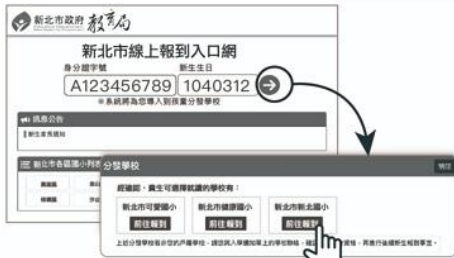 新北市政府 教育局
新北市線上報到入口網
身分證字號 新生生日
A123456789 1040312
※系統將為您導入到孩童分發學校
訊息公告
新生家長通知
新北市各區國小列表
分發學校
經確認,貴生可選擇就讀的學校有:
新北市可愛國小 新北市健康國小 新北市新北國小
前往報到 前往報到 前往報到